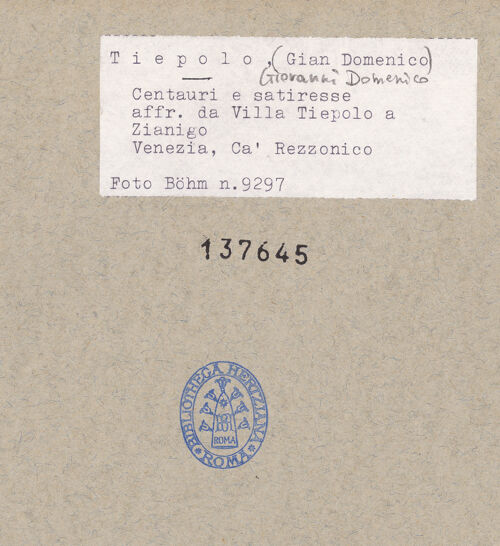 Tiepolo, (Gian Domenico)
Giovanni Domenico
Centauri e satiresse
affr. da Villa Tiepolo a
Zianigo
Venezia, Ca' Rezzonico
Foto Böhm n.9297
137645
BIBLIOTHECA HERTZIANA
ROMA
ROMA